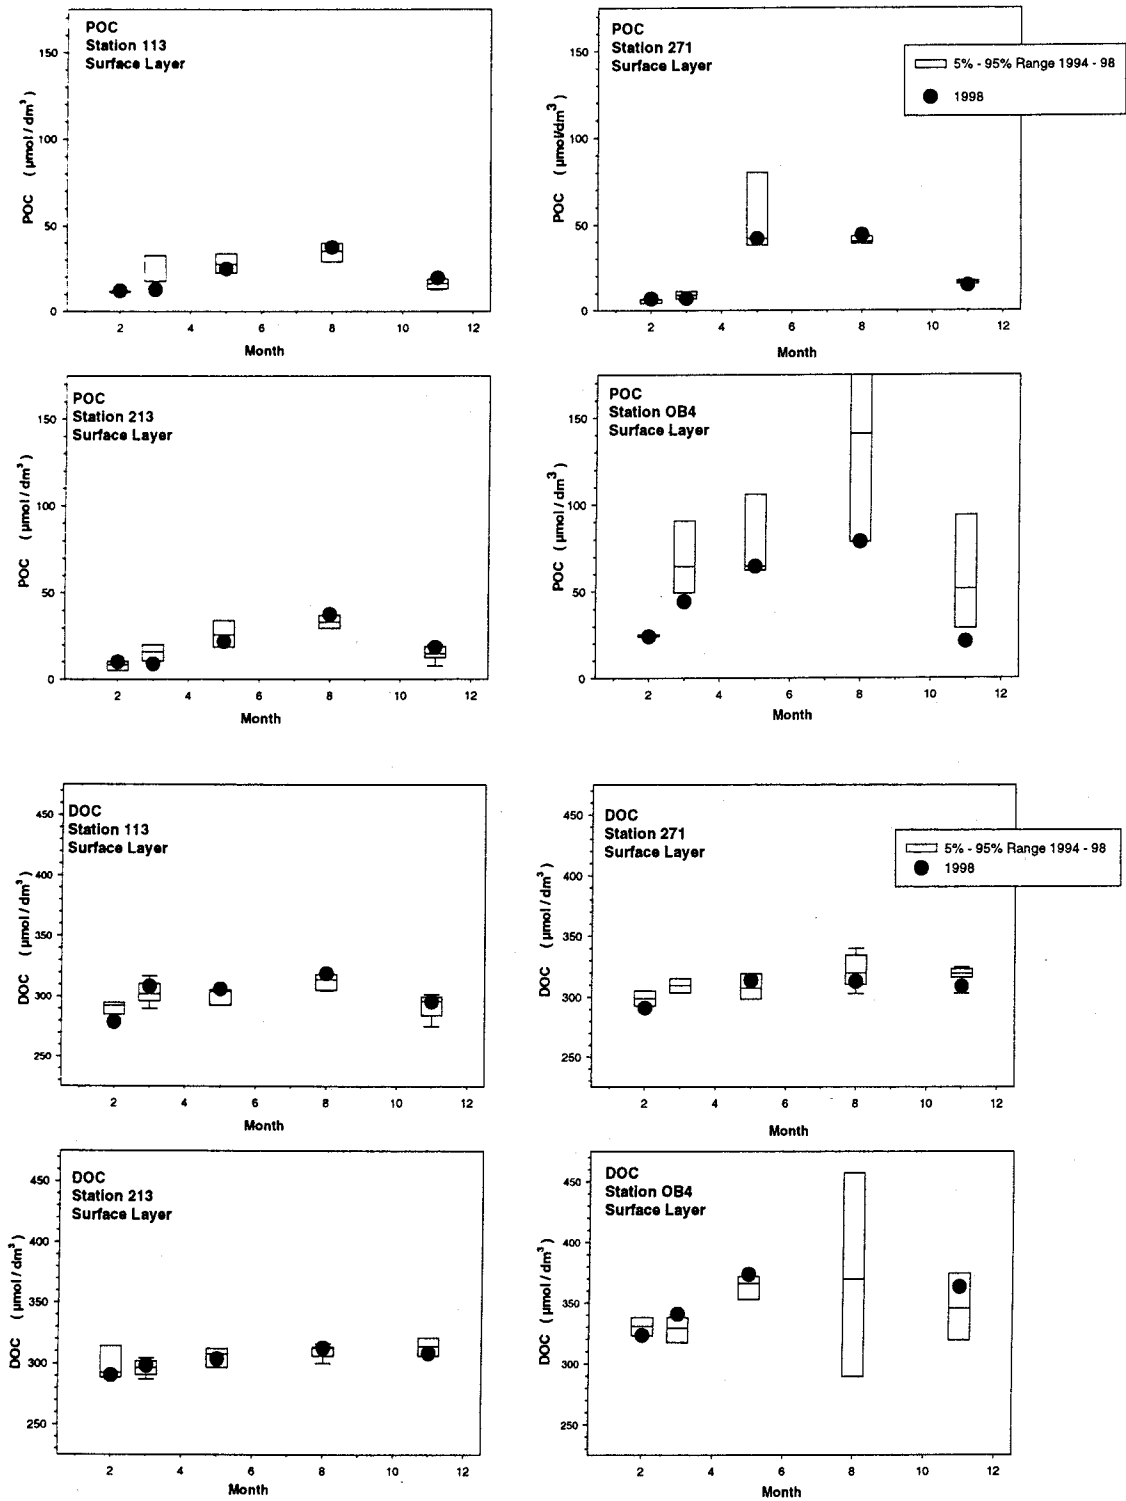 POC
Station 113
Surface Layer
150
100
50
0
POC ( µmol / dm³ )
2 4 6 8 10 12
Month
POC
Station 271
Surface Layer
150
100
50
0
POC ( µmol/dm³ )
2 4 6 8 10 12
Month
5% - 95% Range 1994 - 98
1998
POC
Station 213
Surface Layer
150
100
50
0
POC ( µmol / dm³ )
2 4 6 8 10 12
Month
POC
Station OB4
Surface Layer
150
100
50
0
POC ( µmol / dm³ )
2 4 6 8 10 12
Month
DOC
Station 113
Surface Layer
450
400
350
300
250
DOC ( µmol / dm³ )
2 4 6 8 10 12
Month
DOC
Station 271
Surface Layer
450
400
350
300
250
DOC ( µmol / dm³ )
2 4 6 8 10 12
Month
5% - 95% Range 1994 - 98
1998
DOC
Station 213
Surface Layer
450
400
350
300
250
DOC ( µmol / dm³ )
2 4 6 8 10 12
Month
DOC
Station OB4
Surface Layer
450
400
350
300
250
DOC ( µmol / dm³ )
2 4 6 8 10 12
Month